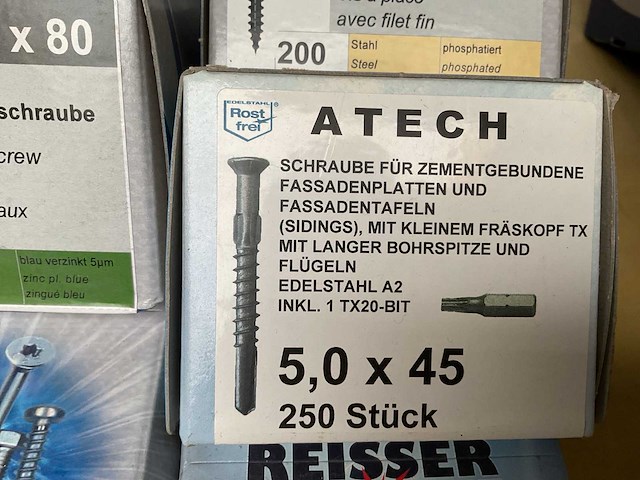 avec filet fin
200
Stahl phosphatiert
Steel phosphated
x 80
schraube
crew
aux
blau verzinkt 5µm
zinc pl. blue
zingué bleu
EDELSTAHL
Rost
frei
ATECH
SCHRAUBE FÜR ZEMENTGEBUNDENE
FASSADENPLATTEN UND
FASSADENTAFELN
(SIDINGS), MIT KLEINEM FRÄSKOPF TX
MIT LANGER BOHRSPITZE UND
FLÜGELN
EDELSTAHL A2
INKL. 1 TX20-BIT
5,0 x 45
250 Stück
REISSER